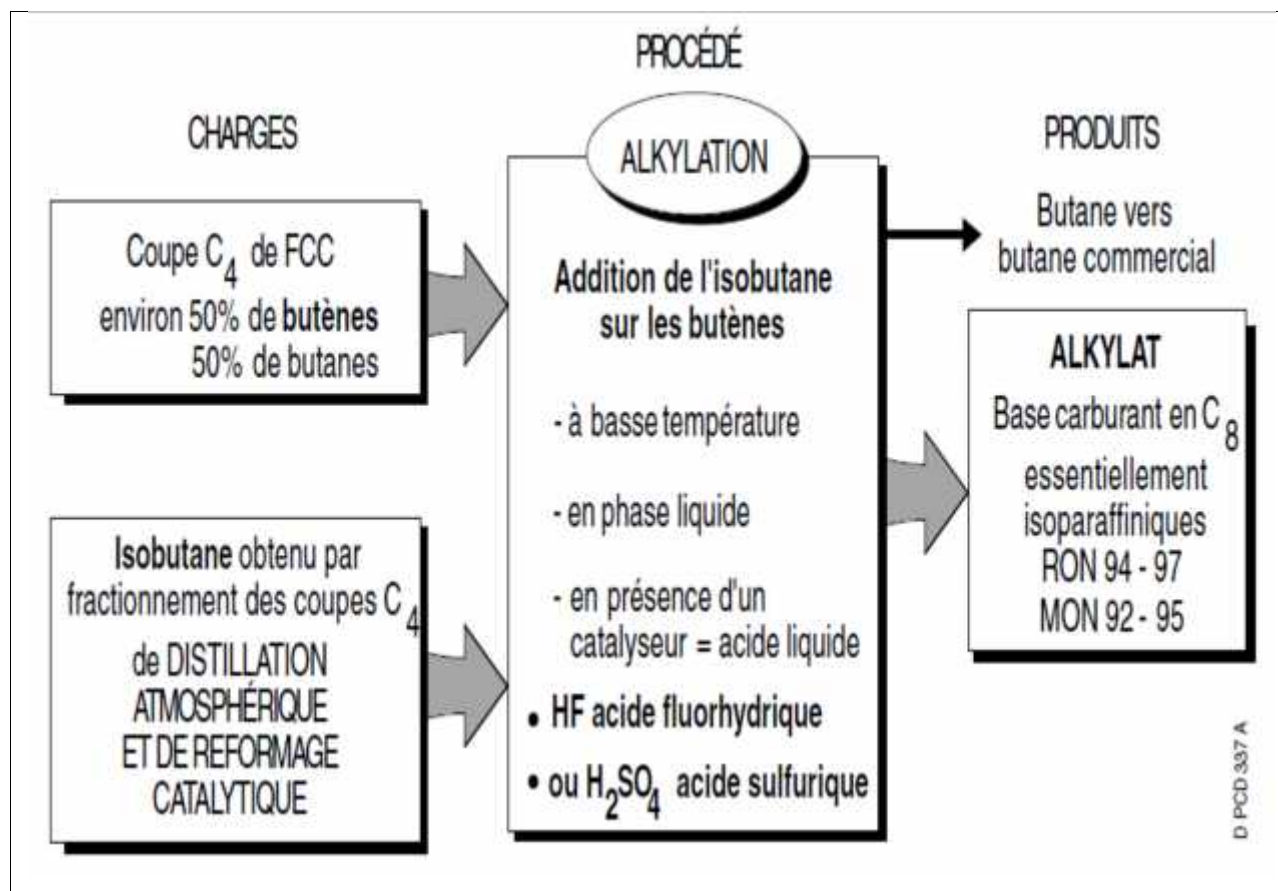 PROCÉDÉ
CHARGES
PRODUITS
ALKYLATION
Coupe C4 de FCC
environ 50% de butènes
50% de butanes
Isobutane obtenu par
fractionnement des coupes C4
de DISTILLATION
ATMOSPHÉRIQUE
ET DE REFORMAGE
CATALYTIQUE
Addition de l'isobutane
sur les butènes
- à basse température
- en phase liquide
- en présence d'un
catalyseur = acide liquide
• HF acide fluorhydrique
• ou H2SO4 acide sulfurique
Butane vers
butane commercial
ALKYLAT
Base carburant en C8
essentiellement
isoparaffiniques
RON 94 - 97
MON 92 - 95
D PCD 337 A